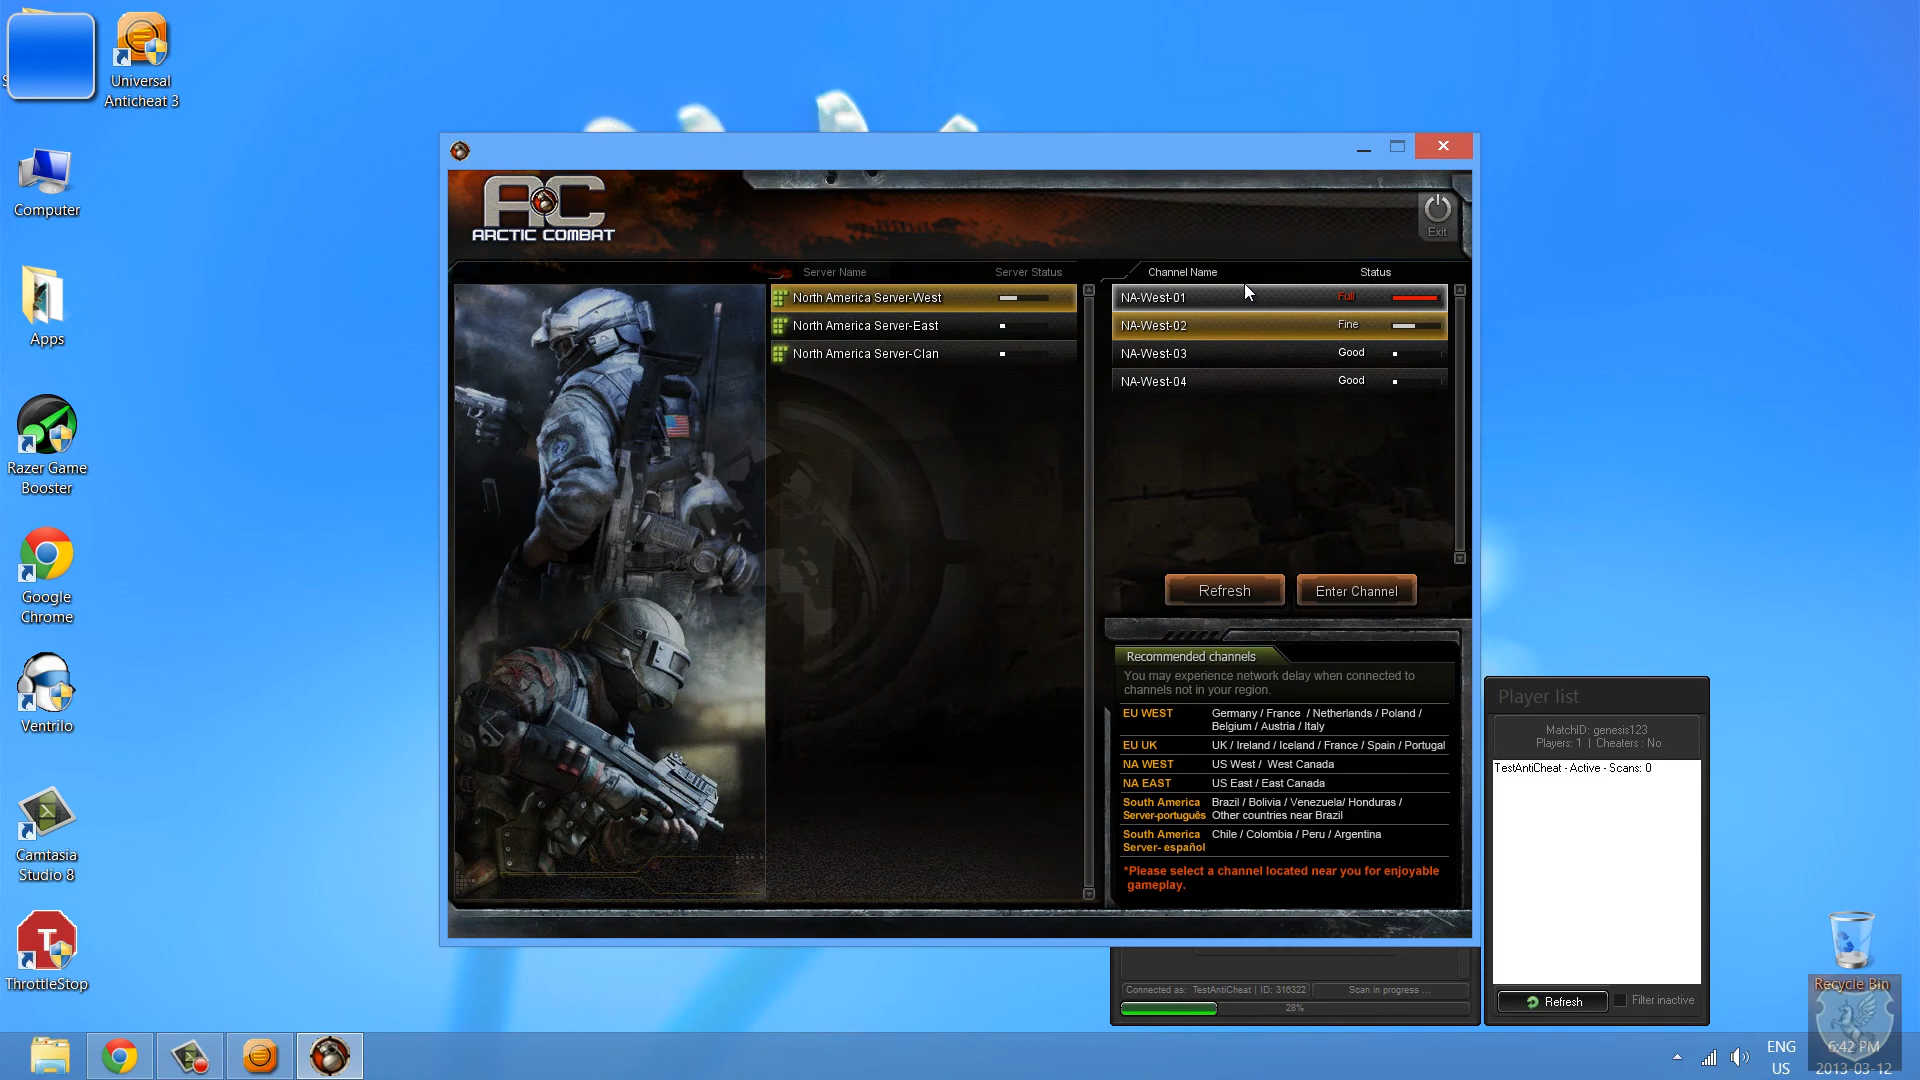 Universal
Anticheat 3
Computer
Apps
Razer Game
Booster
Google
Chrome
Ventrilo
Camtasia
Studio 8
ThrottleStop
AC
ARCTIC COMBAT
Exit
Server Name Server Status
North America Server-West
North America Server-East
North America Server-Clan
Channel Name Status
NA-West-01 Full
NA-West-02 Fine
NA-West-03 Good
NA-West-04 Good
Refresh Enter Channel
Recommended channels
You may experience network delay when connected to
channels not in your region.
EU WEST Germany / France / Netherlands / Poland /
Belgium / Austria / Italy
EU UK UK / Ireland / Iceland / France / Spain / Portugal
NA WEST US West / West Canada
NA EAST US East / East Canada
South America Brazil / Bolivia / Venezuela/ Honduras /
Server-português Other countries near Brazil
South America Chile / Colombia / Peru / Argentina
Server- español
*Please select a channel located near you for enjoyable
gameplay.
Connected as: TestAntiCheat | ID: 316322 Scan in progress ...
28%
Player list
MatchID: genesis123
Players: 1 | Cheaters : No
TestAntiCheat - Active - Scans: 0
Refresh Filter inactive
Recycle Bin
ENG
US
6:42 PM
2013-03-12